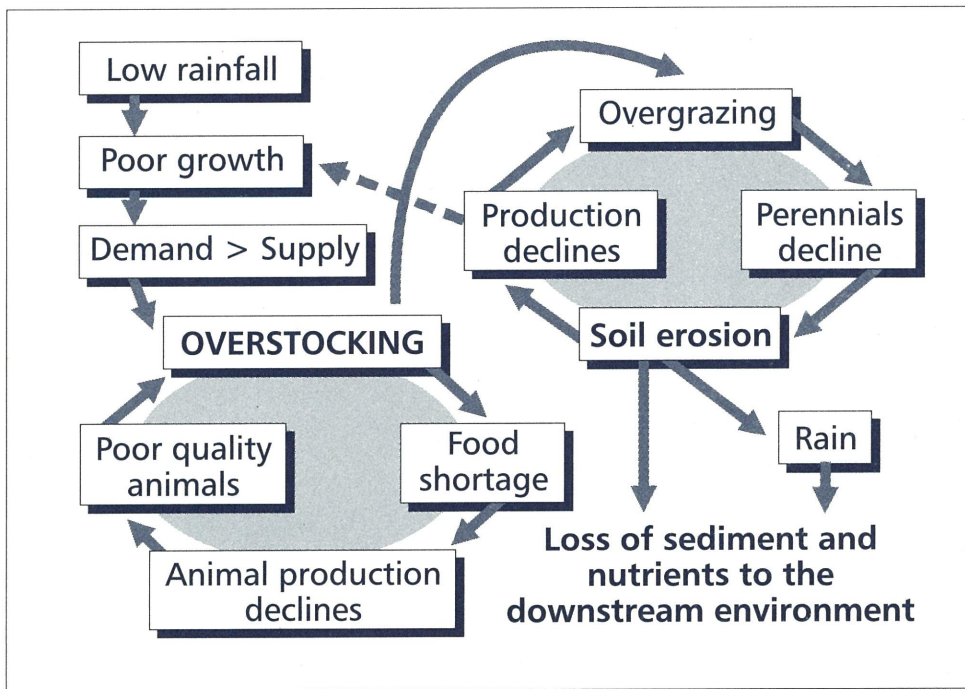 Low rainfall
Poor growth
Demand > Supply
OVERSTOCKING
Poor quality
animals
Food
shortage
Animal production
declines
Overgrazing
Production
declines
Perennials
decline
Soil erosion
Rain
Loss of sediment and
nutrients to the
downstream environment